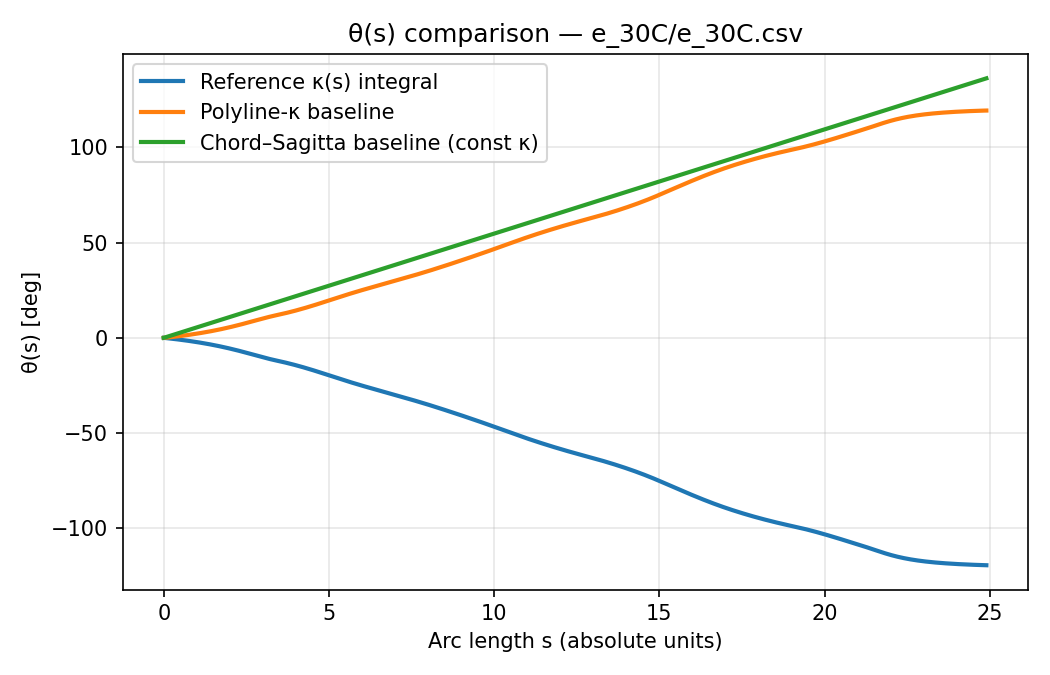 θ(s) comparison — e_30C/e_30C.csv
Reference κ(s) integral
Polyline-κ baseline
Chord–Sagitta baseline (const κ)
θ(s) [deg]
100
50
0
−50
−100
0 5 10 15 20 25
Arc length s (absolute units)